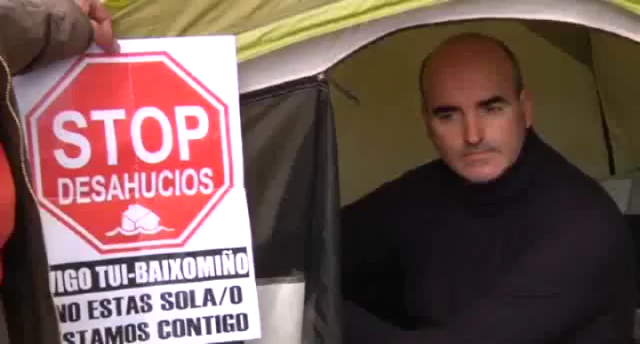 STOP
DESAHUCIOS
VIGO TUI-BAIXOMIÑO
NO ESTAS SOLA/O
ESTAMOS CONTIGO